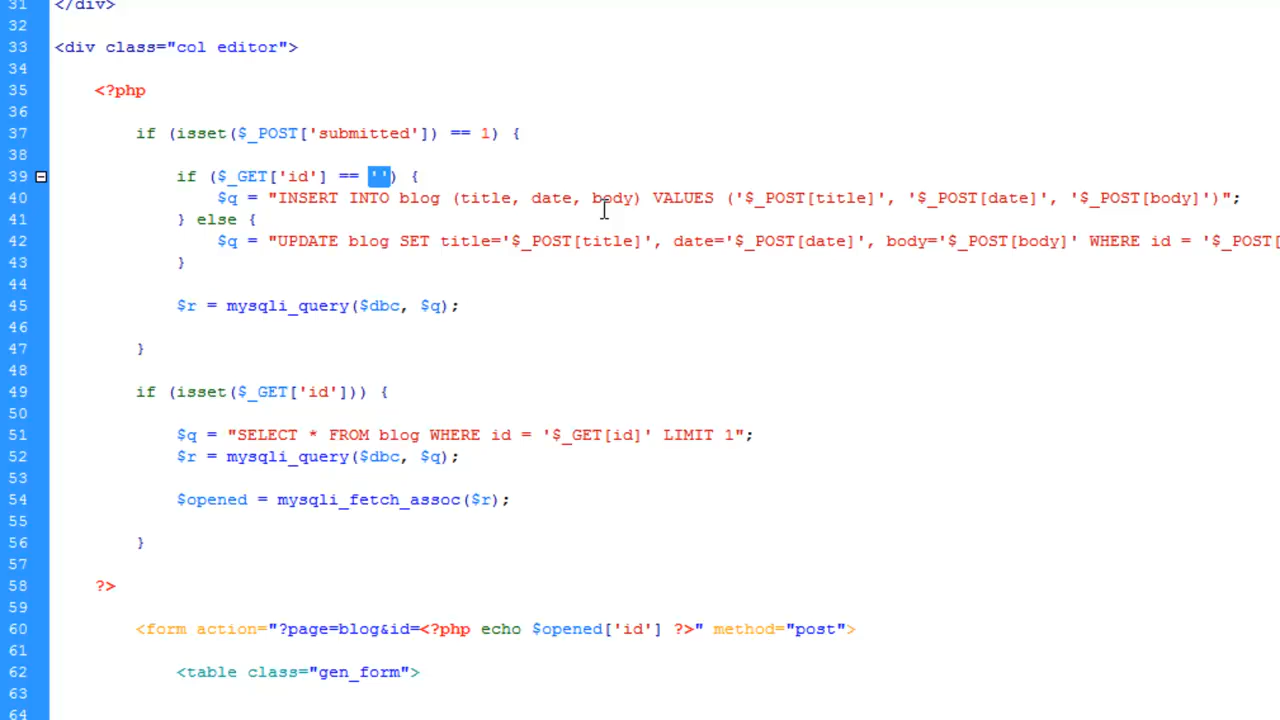 31 </div>
32
33 <div class="col editor">
34
35 <?php
36
37 if (isset($_POST['submitted']) == 1) {
38
39 if ($_GET['id'] == '') {
40 $q = "INSERT INTO blog (title, date, body) VALUES ('$_POST[title]', '$_POST[date]', '$_POST[body]')";
41 } else {
42 $q = "UPDATE blog SET title='$_POST[title]', date='$_POST[date]', body='$_POST[body]' WHERE id = '$_POST[
43 }
44
45 $r = mysqli_query($dbc, $q);
46
47 }
48
49 if (isset($_GET['id'])) {
50
51 $q = "SELECT * FROM blog WHERE id = '$_GET[id]' LIMIT 1";
52 $r = mysqli_query($dbc, $q);
53
54 $opened = mysqli_fetch_assoc($r);
55
56 }
57
58 ?>
59
60 <form action="?page=blog&id=<?php echo $opened['id'] ?>" method="post">
61
62 <table class="gen_form">
63
64